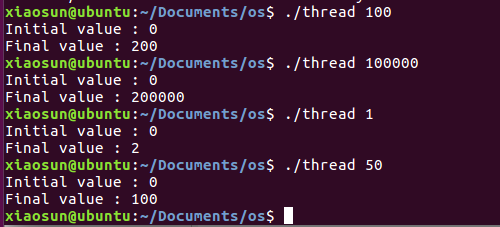 xiaosun@ubuntu:~/Documents/os$ ./thread 100
Initial value : 0
Final value : 200
xiaosun@ubuntu:~/Documents/os$ ./thread 100000
Initial value : 0
Final value : 200000
xiaosun@ubuntu:~/Documents/os$ ./thread 1
Initial value : 0
Final value : 2
xiaosun@ubuntu:~/Documents/os$ ./thread 50
Initial value : 0
Final value : 100
xiaosun@ubuntu:~/Documents/os$